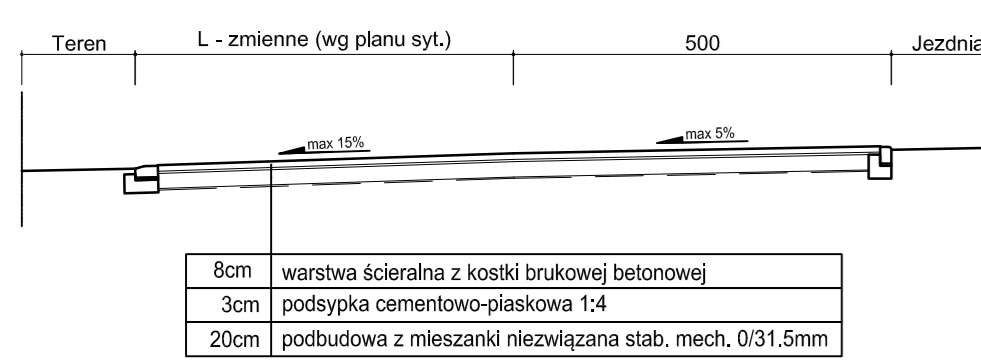 Teren L - zmienne (wg planu syt.) 500 Jezdnia
max 15% max 5%
8cm warstwa ścieralna z kostki brukowej betonowej
3cm podsypka cementowo-piaskowa 1:4
20cm podbudowa z mieszanki niezwiązana stab. mech. 0/31.5mm